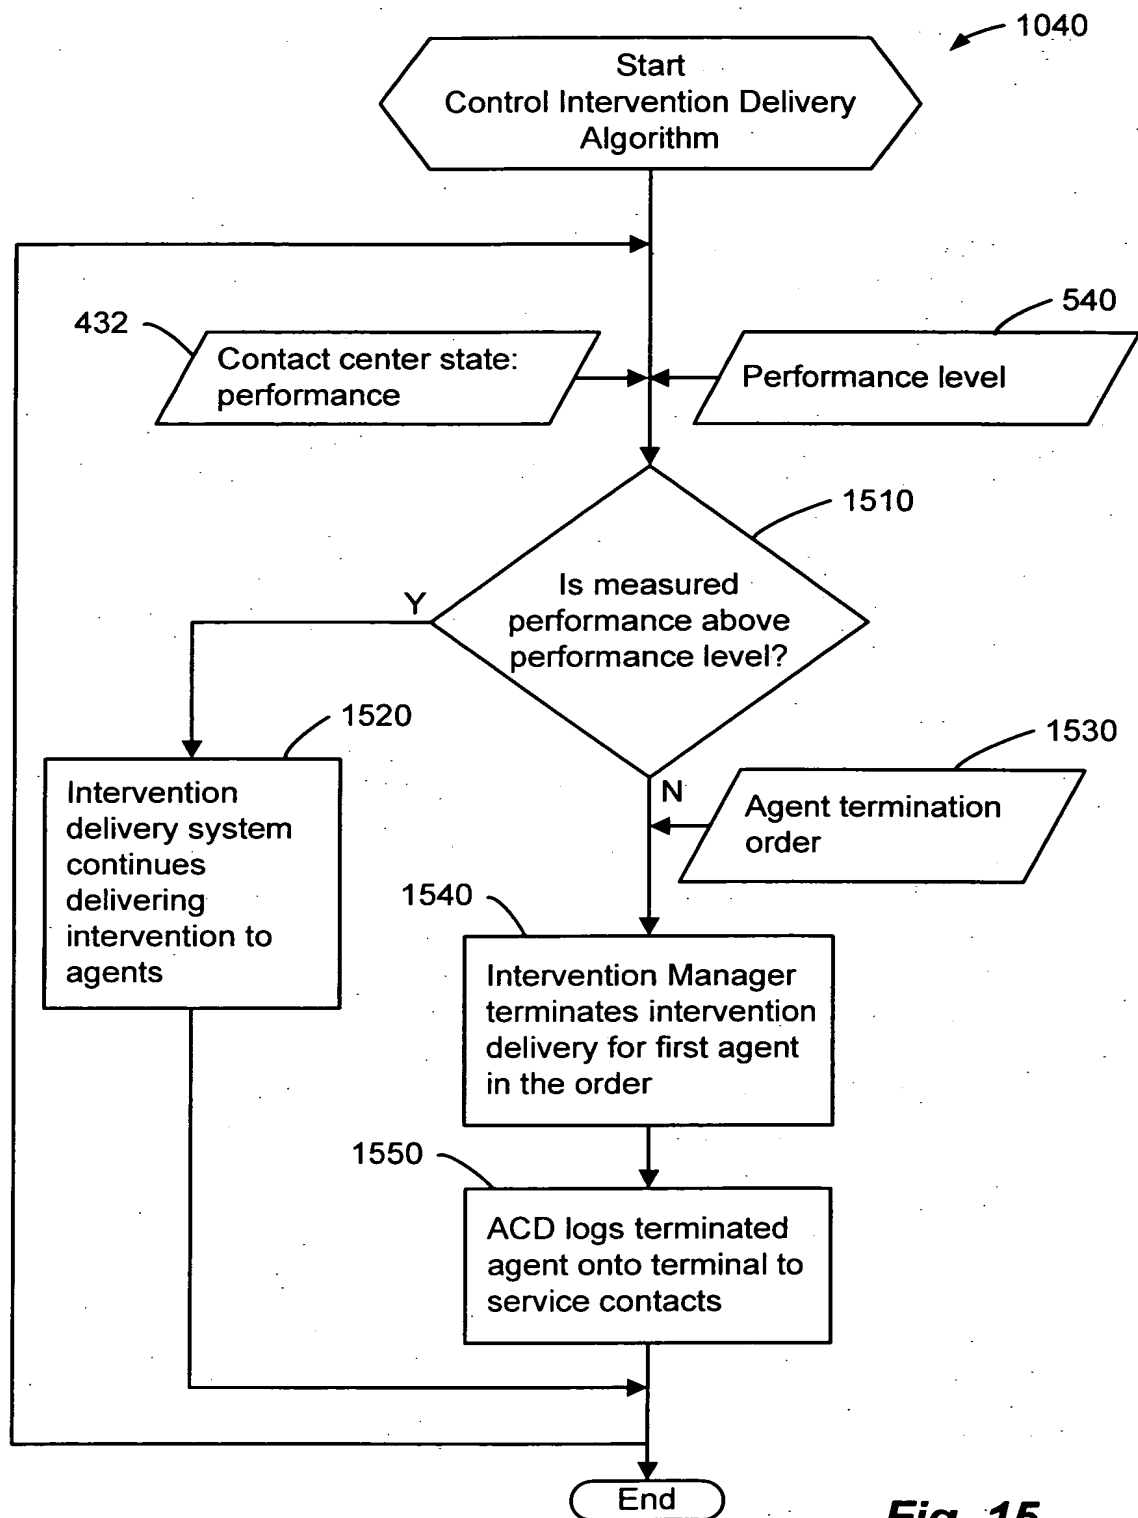 1040
Start
Control Intervention Delivery
Algorithm
432
540
Contact center state:
performance
Performance level
1510
Is measured
performance above
performance level?
Y
1520
N
1530
Intervention
delivery system
continues
delivering
intervention to
agents
Agent termination
order
1540
Intervention Manager
terminates intervention
delivery for first agent
in the order
1550
ACD logs terminated
agent onto terminal to
service contacts
End
Fig. 15